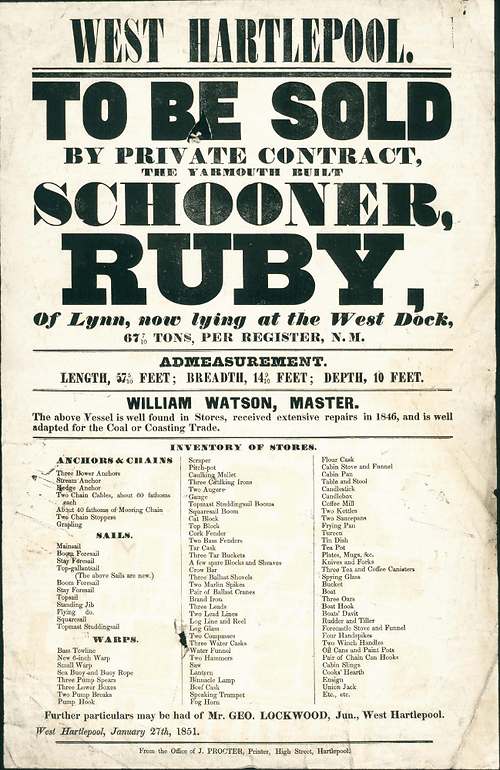 WEST HARTLEPOOL.
TO BE SOLD
BY PRIVATE CONTRACT,
THE YARMOUTH BUILT
SCHOONER,
RUBY,
Of Lynn, now lying at the West Dock,
67 7/10 TONS, PER REGISTER, N.M.
ADMEASUREMENT.
LENGTH, 57 5/10 FEET; BREADTH, 14 9/10 FEET; DEPTH, 10 FEET.
WILLIAM WATSON, MASTER.
The above Vessel is well found in Stores, received extensive repairs in 1846, and is well
adapted for the Coal or Coasting Trade.
INVENTORY OF STORES.
ANCHORS & CHAINS
Three Bower Anchors
Stream Anchor
Kedge Anchor
Two Chain Cables, about 60 fathoms
each
About 40 fathoms of Mooring Chain
Two Chain Stoppers
Grapling
SAILS.
Mainsail
Boom Foresail
Stay Foresail
Top-gallantsail
(The above Sails are new.)
Boom Foresail
Stay Foresail
Topsail
Standing Jib
Flying do.
Squaresail
Topmast Studdingsail
WARPS.
Bass Towline
New 6-inch Warp
Small Warp
Sea Buoy and Buoy Rope
Three Pump Spears
Three Lower Boxes
Two Pump Breaks
Pump Hook
Scraper
Pitch-pot
Caulking Mallet
Three Caulking Irons
Two Augers
Gauge
Topmast Studdingsail Booms
Squaresail Boom
Cat Block
Top Block
Cork Fender
Two Bass Fenders
Tar Cask
Three Tar Buckets
A few spare Blocks and Sheaves
Crow Bar
Three Ballast Shovels
Two Marlin Spikes
Pair of Ballast Cranes
Brand Iron
Three Leads
Two Lead Lines
Log Line and Reel
Log Glass
Two Compasses
Three Water Casks
Water Funnel
Two Hammers
Saw
Lantern
Binnacle Lamp
Beef Cask
Speaking Trumpet
Fog Horn
Flour Cask
Cabin Stove and Funnel
Cabin Pan
Table and Stool
Candlestick
Candlebox
Coffee Mill
Two Kettles
Two Saucepans
Frying Pan
Tureen
Tin Dish
Tea Pot
Plates, Mugs, &c.
Knives and Forks
Three Tea and Coffee Canisters
Spying Glass
Bucket
Boat
Three Oars
Boat Hook
Boats' Davit
Rudder and Tiller
Forecastle Stove and Funnel
Four Handspikes
Two Winch Handles
Oil Cans and Paint Pots
Pair of Chain Can Hooks
Cabin Slings
Cooks' Hearth
Ensign
Union Jack
Etc., etc.
Further particulars may be had of Mr. GEO. LOCKWOOD, Jun., West Hartlepool.
West Hartlepool, January 27th, 1851.
From the Office of J. PROCTER, Printer, High Street, Hartlepool.